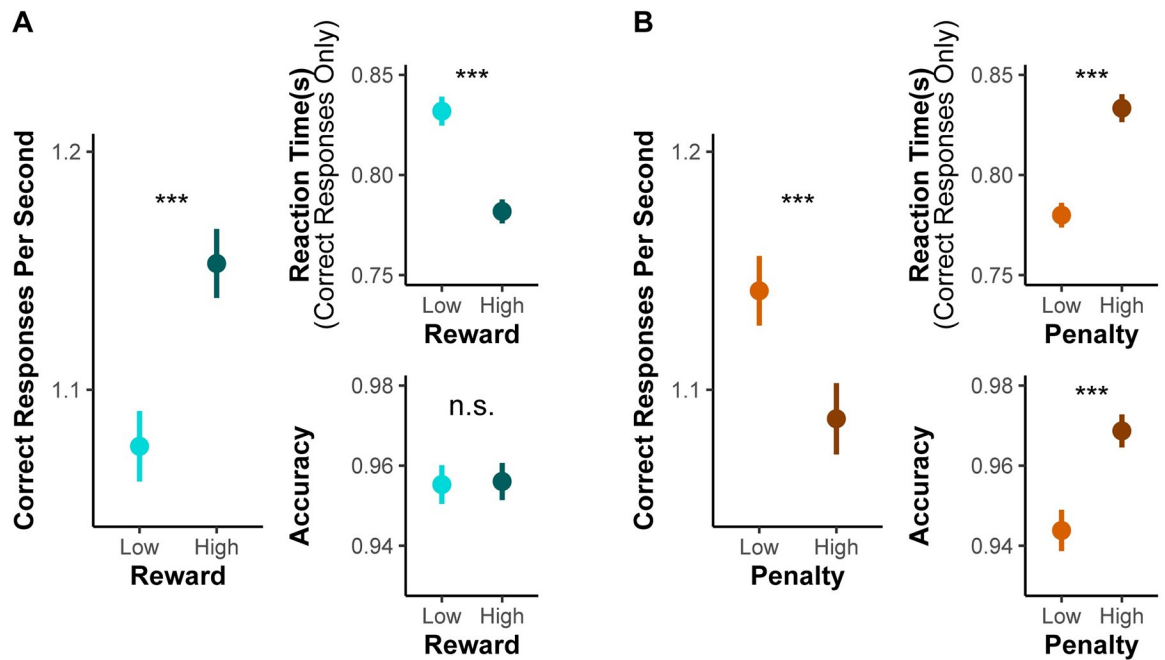 A
Correct Responses Per Second
1.2
1.1
***
Low High
Reward
Reaction Time(s)
(Correct Responses Only)
0.85
0.80
0.75
***
Low High
Reward
Accuracy
0.98
0.96
0.94
n.s.
Low High
Reward
B
Correct Responses Per Second
1.2
1.1
***
Low High
Penalty
Reaction Time(s)
(Correct Responses Only)
0.85
0.80
0.75
***
Low High
Penalty
Accuracy
0.98
0.96
0.94
***
Low High
Penalty